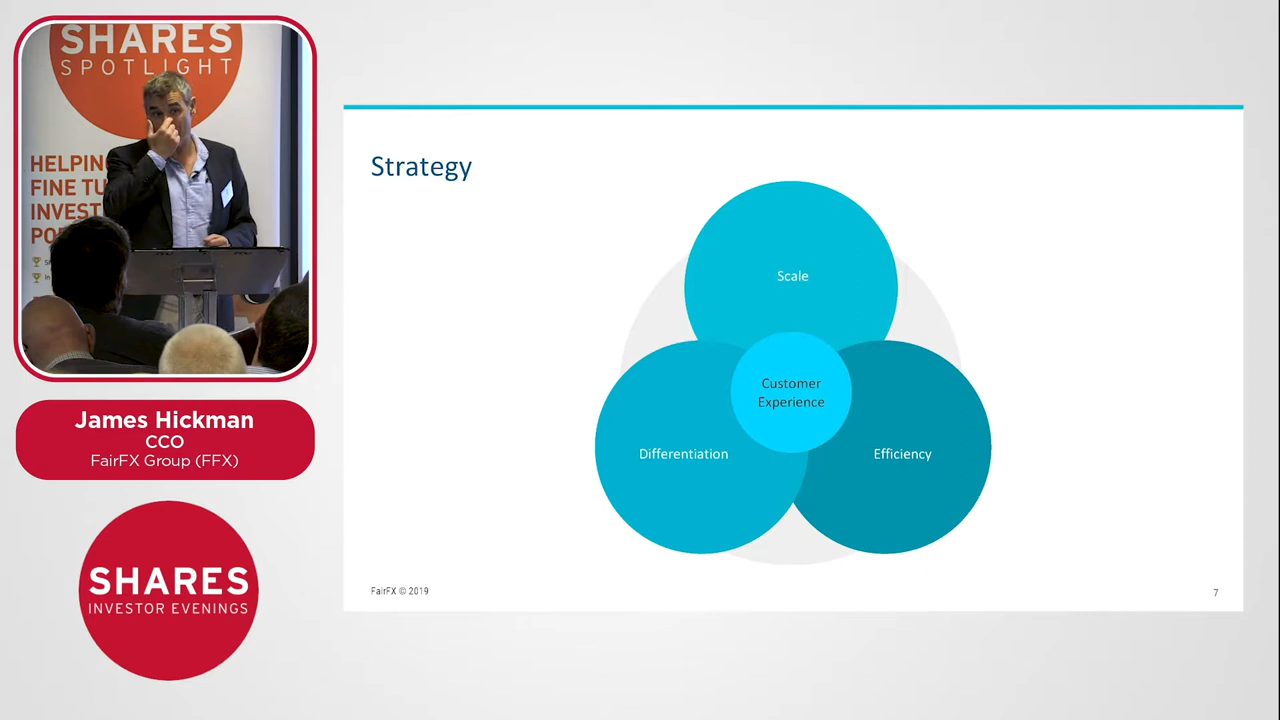 SHARES
SPOTLIGHT
HELPIN
FINE TU
INVEST
James Hickman
CCO
FairFX Group (FFX)
SHARES
INVESTOR EVENINGS
Strategy
Scale
Customer
Experience
Differentiation
Efficiency
FairFX © 2019
7